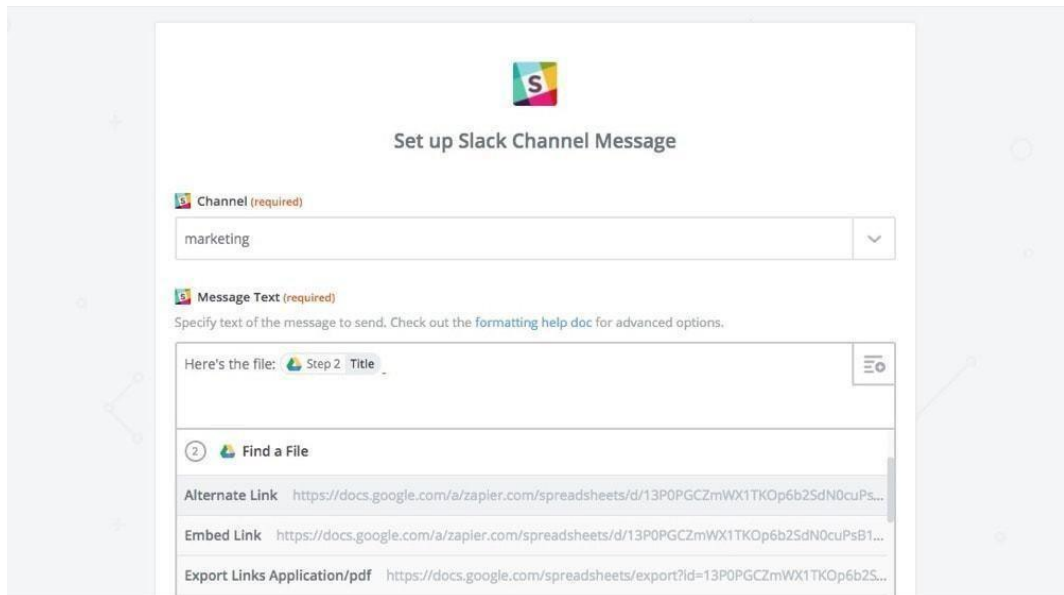 S
Set up Slack Channel Message
S Channel (required)
marketing
S Message Text (required)
Specify text of the message to send. Check out the formatting help doc for advanced options.
Here's the file: Step 2 Title
2 Find a File
Alternate Link https://docs.google.com/a/zapier.com/spreadsheets/d/13P0PGCZmWX1TKOp6b2SdN0cuPs...
Embed Link https://docs.google.com/a/zapier.com/spreadsheets/d/13P0PGCZmWX1TKOp6b2SdN0cuPsB1...
Export Links Application/pdf https://docs.google.com/spreadsheets/export?id=13P0PGCZmWX1TKOp6b2S...